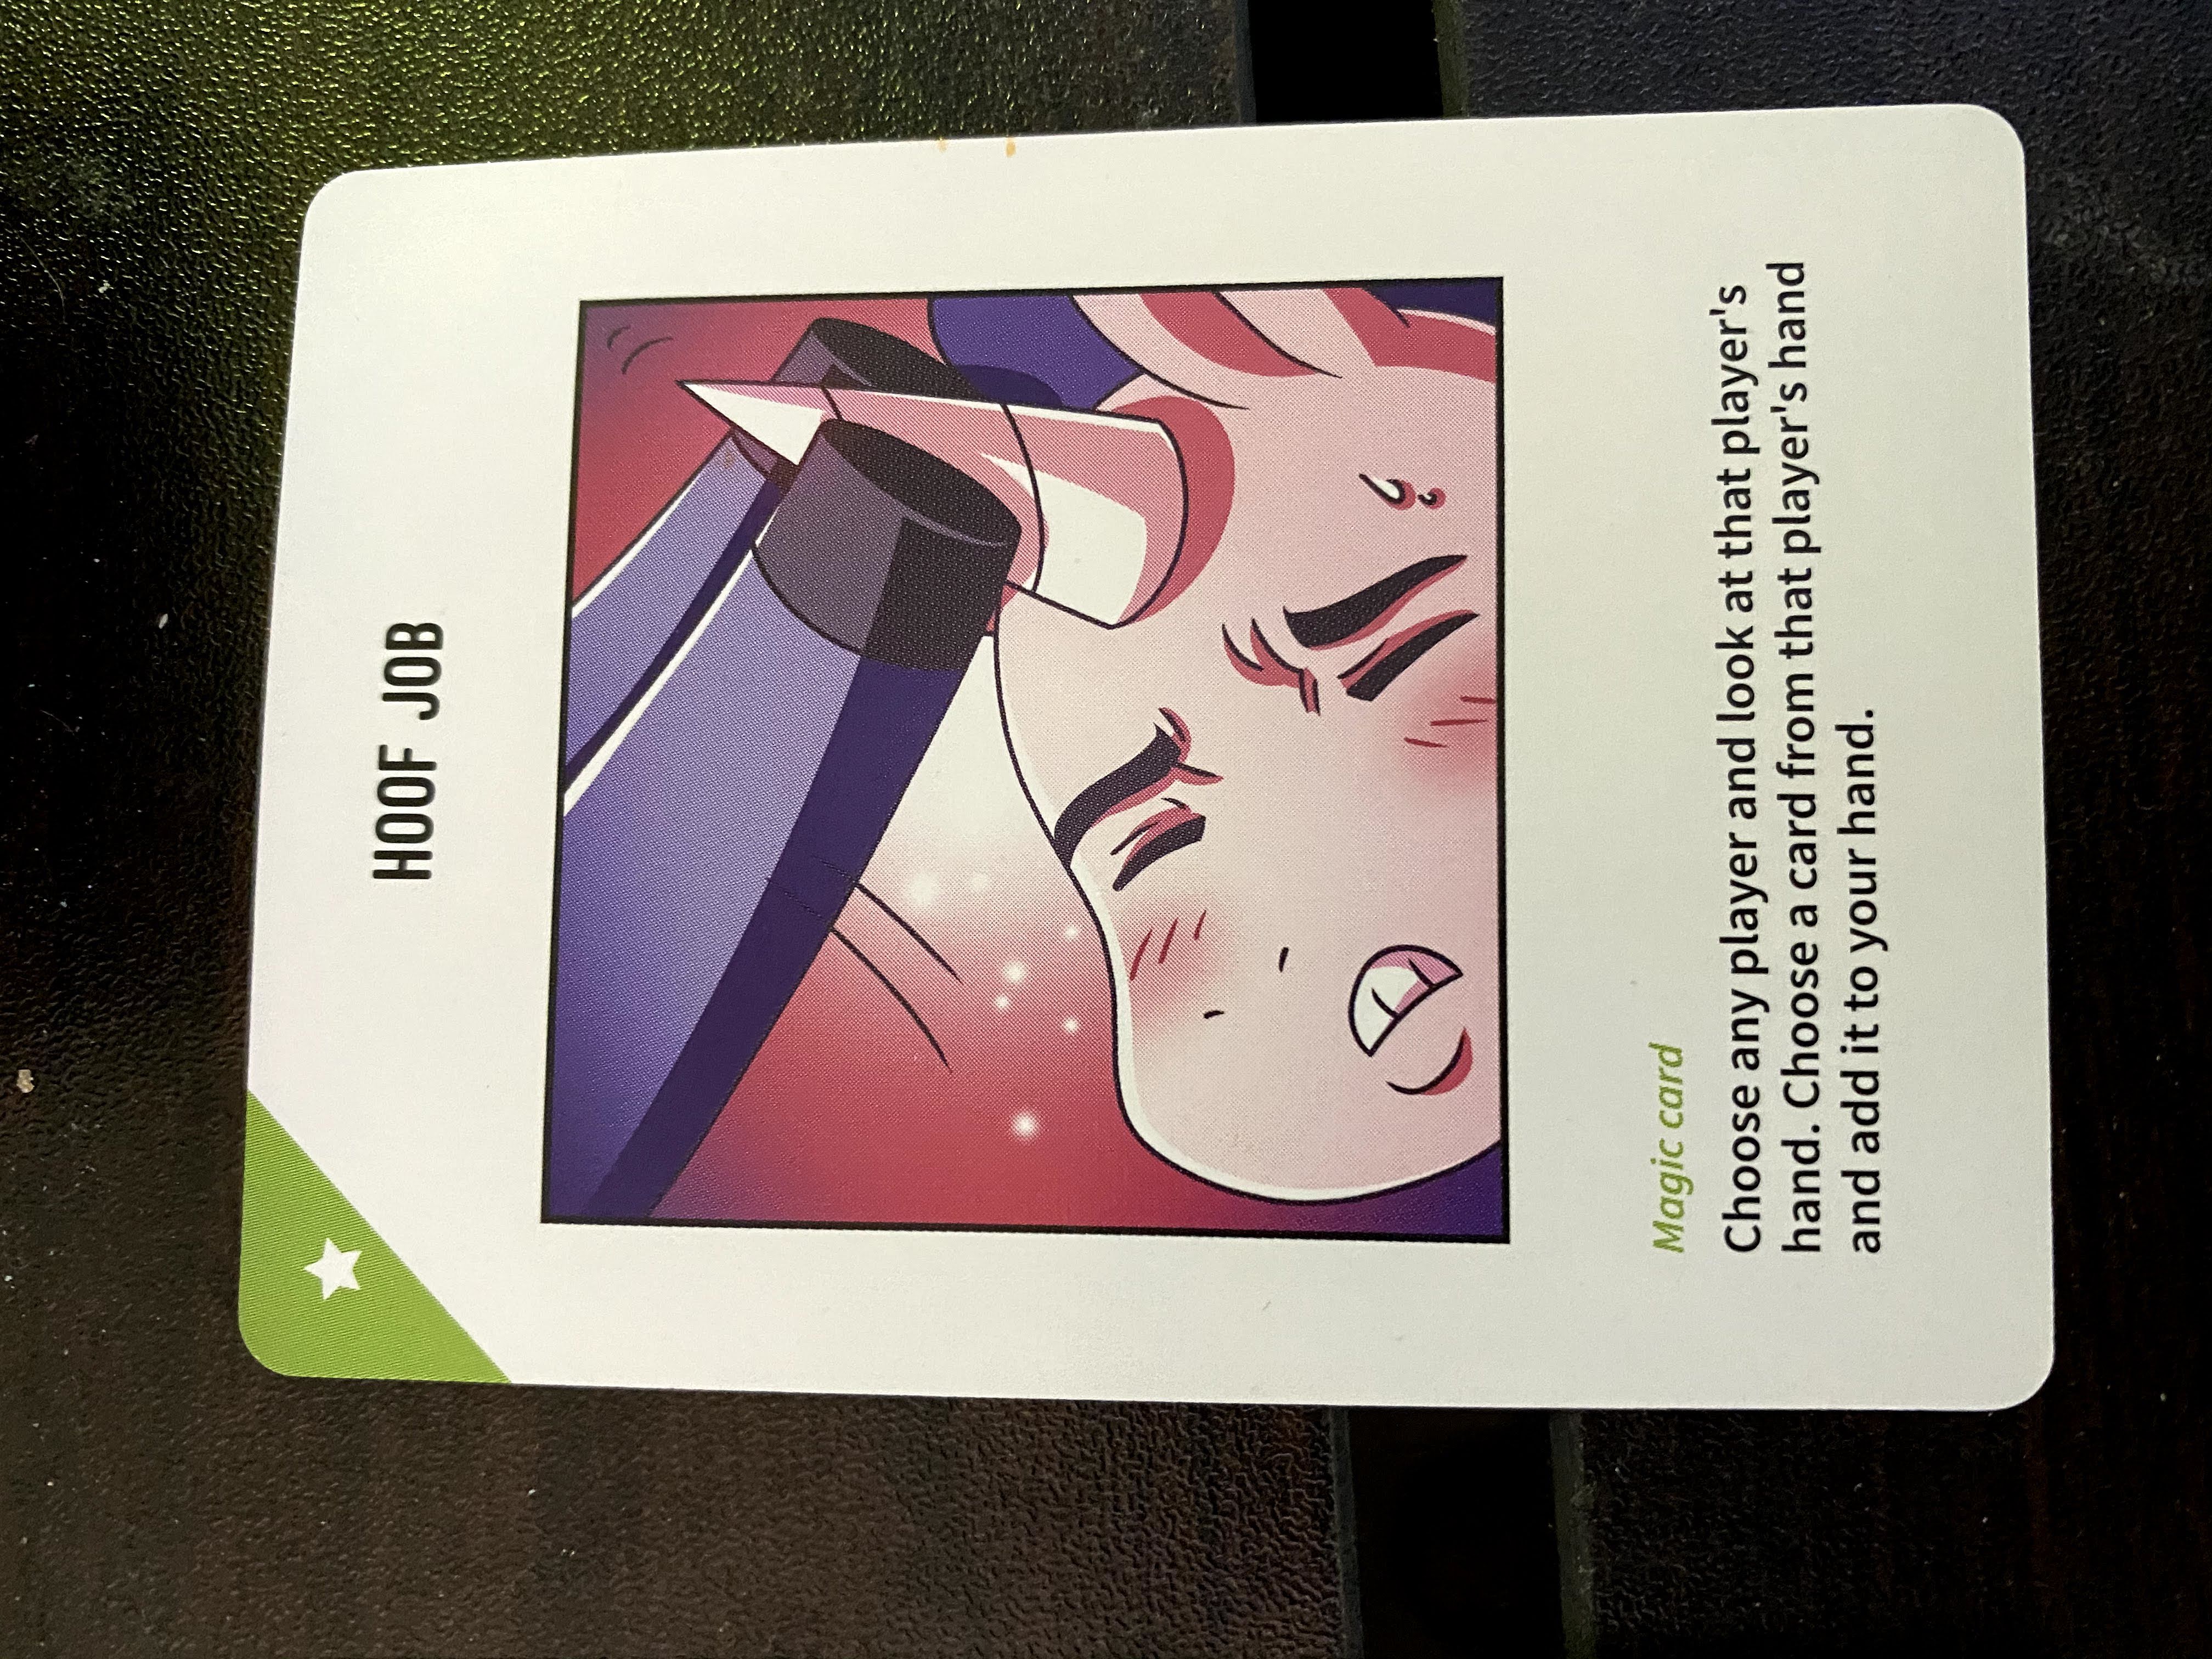 HOOF JOB
Magic card
Choose any player and look at that player's
hand. Choose a card from that player's hand
and add it to your hand.